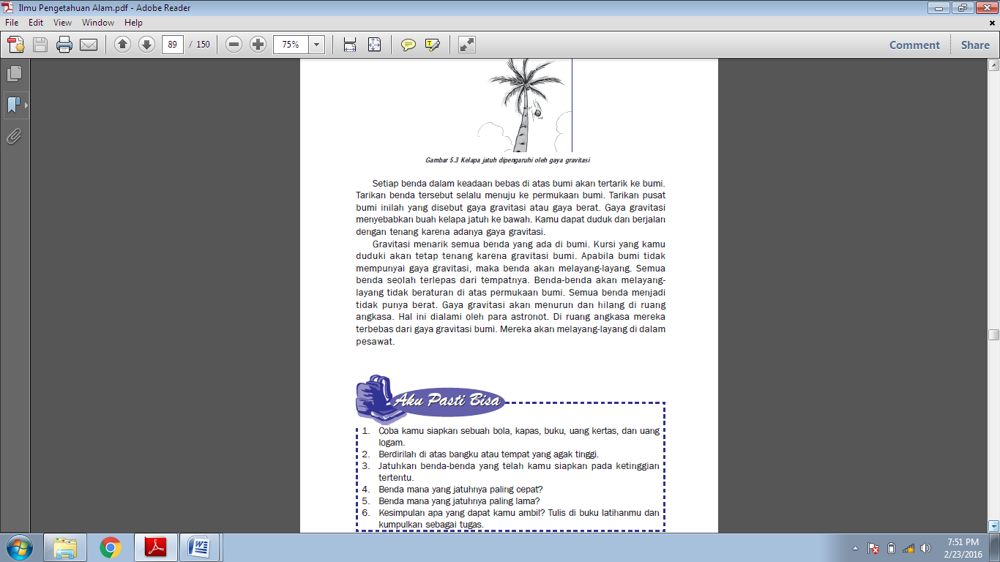 Ilmu Pengetahuan Alam.pdf - Adobe Reader
File Edit View Window Help
89 / 150 75% Comment Share
Gambar 5.3 Kelapa jatuh dipengaruhi oleh gaya gravitasi
Setiap benda dalam keadaan bebas di atas bumi akan tertarik ke bumi.
Tarikan benda tersebut selalu menuju ke permukaan bumi. Tarikan pusat
bumi inilah yang disebut gaya gravitasi atau gaya berat. Gaya gravitasi
menyebabkan buah kelapa jatuh ke bawah. Kamu dapat duduk dan berjalan
dengan tenang karena adanya gaya gravitasi.
Gravitasi menarik semua benda yang ada di bumi. Kursi yang kamu
duduki akan tetap tenang karena gravitasi bumi. Apabila bumi tidak
mempunyai gaya gravitasi, maka benda akan melayang-layang. Semua
benda seolah terlepas dari tempatnya. Benda-benda akan melayang-
layang tidak beraturan di atas permukaan bumi. Semua benda menjadi
tidak punya berat. Gaya gravitasi akan menurun dan hilang di ruang
angkasa. Hal ini dialami oleh para astronot. Di ruang angkasa mereka
terbebas dari gaya gravitasi bumi. Mereka akan melayang-layang di dalam
pesawat.
Aku Pasti Bisa
1. Coba kamu siapkan sebuah bola, kapas, buku, uang kertas, dan uang
logam.
2. Berdirilah di atas bangku atau tempat yang agak tinggi.
3. Jatuhkan benda-benda yang telah kamu siapkan pada ketinggian
tertentu.
4. Benda mana yang jatuhnya paling cepat?
5. Benda mana yang jatuhnya paling lama?
6. Kesimpulan apa yang dapat kamu ambil? Tulis di buku latihanmu dan
kumpulkan sebagai tugas.
7:51 PM
2/23/2016